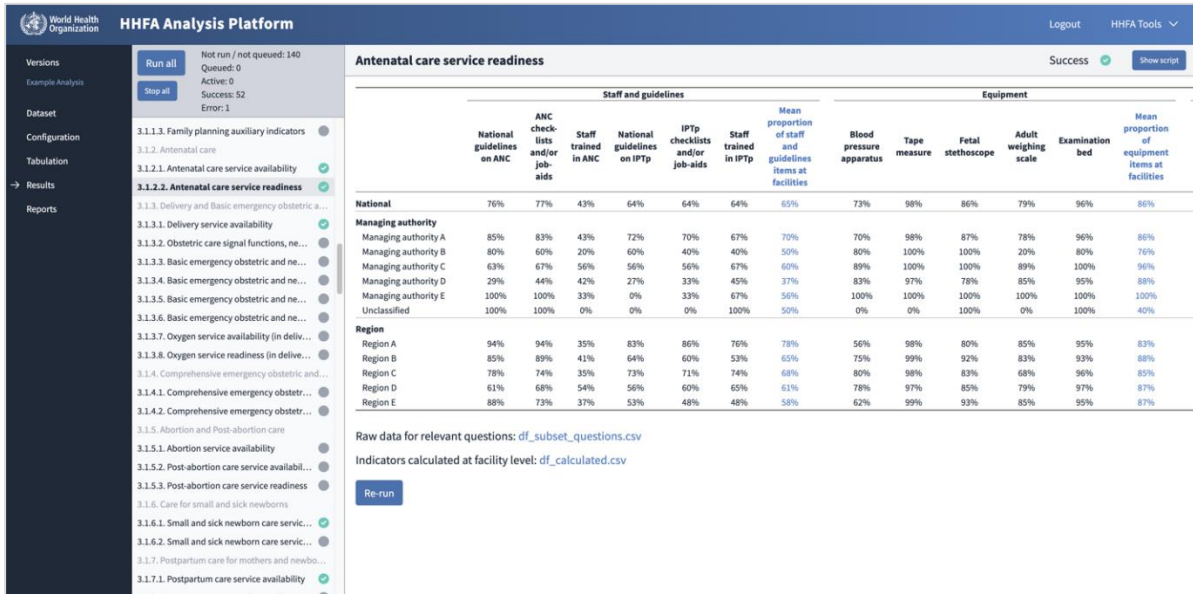 World Health Organization
HHFA Analysis Platform
Logout
HHFA Tools
Versions
Example Analysis
Dataset
Configuration
Tabulation
→ Results
Reports
Run all
Stop all
Not run / not queued: 140
Queued: 0
Active: 0
Success: 52
Error: 1
3.1.1.3. Family planning auxiliary indicators
3.1.2. Antenatal care
3.1.2.1. Antenatal care service availability
3.1.2.2. Antenatal care service readiness
3.1.3. Delivery and Basic emergency obstetric a...
3.1.3.1. Delivery service availability
3.1.3.2. Obstetric care signal functions, ne...
3.1.3.3. Basic emergency obstetric and ne...
3.1.3.4. Basic emergency obstetric and ne...
3.1.3.5. Basic emergency obstetric and ne...
3.1.3.6. Basic emergency obstetric and ne...
3.1.3.7. Oxygen service availability (in deliv...
3.1.3.8. Oxygen service readiness (in delive...
3.1.4. Comprehensive emergency obstetric and...
3.1.4.1. Comprehensive emergency obstetr...
3.1.4.2. Comprehensive emergency obstetr...
3.1.5. Abortion and Post-abortion care
3.1.5.1. Abortion service availability
3.1.5.2. Post-abortion care service availabil...
3.1.5.3. Post-abortion care service readiness
3.1.6. Care for small and sick newborns
3.1.6.1. Small and sick newborn care servic...
3.1.6.2. Small and sick newborn care servic...
3.1.7. Postpartum care for mothers and newbo...
3.1.7.1. Postpartum care service availability
Antenatal care service readiness
Success
Show script
Staff and guidelines Equipment
National guidelines on ANC
ANC check-lists and/or job-aids
Staff trained in ANC
National guidelines on IPTp
IPTp checklists and/or job-aids
Staff trained in IPTp
Mean proportion of staff and guidelines items at facilities
Blood pressure apparatus
Tape measure
Fetal stethoscope
Adult weighing scale
Examination bed
Mean proportion of equipment items at facilities
National 76% 77% 43% 64% 64% 64% 65% 73% 98% 86% 79% 96% 86%
Managing authority
Managing authority A 85% 83% 43% 72% 70% 67% 70% 70% 98% 87% 78% 96% 86%
Managing authority B 80% 60% 20% 60% 40% 40% 50% 80% 100% 100% 20% 80% 76%
Managing authority C 63% 67% 56% 56% 56% 67% 60% 89% 100% 100% 89% 100% 96%
Managing authority D 29% 44% 42% 27% 33% 45% 37% 83% 97% 78% 85% 95% 88%
Managing authority E 100% 100% 33% 0% 33% 67% 56% 100% 100% 100% 100% 100% 100%
Unclassified 100% 100% 0% 0% 0% 100% 50% 0% 0% 100% 0% 100% 40%
Region
Region A 94% 94% 35% 83% 86% 76% 78% 56% 98% 80% 85% 95% 83%
Region B 85% 89% 41% 64% 60% 53% 65% 75% 99% 92% 83% 93% 88%
Region C 78% 74% 35% 73% 71% 74% 68% 80% 98% 83% 68% 96% 85%
Region D 61% 68% 54% 56% 60% 65% 61% 78% 97% 85% 79% 97% 87%
Region E 88% 73% 37% 53% 48% 48% 58% 62% 99% 93% 85% 95% 87%
Raw data for relevant questions: df_subset_questions.csv
Indicators calculated at facility level: df_calculated.csv
Re-run